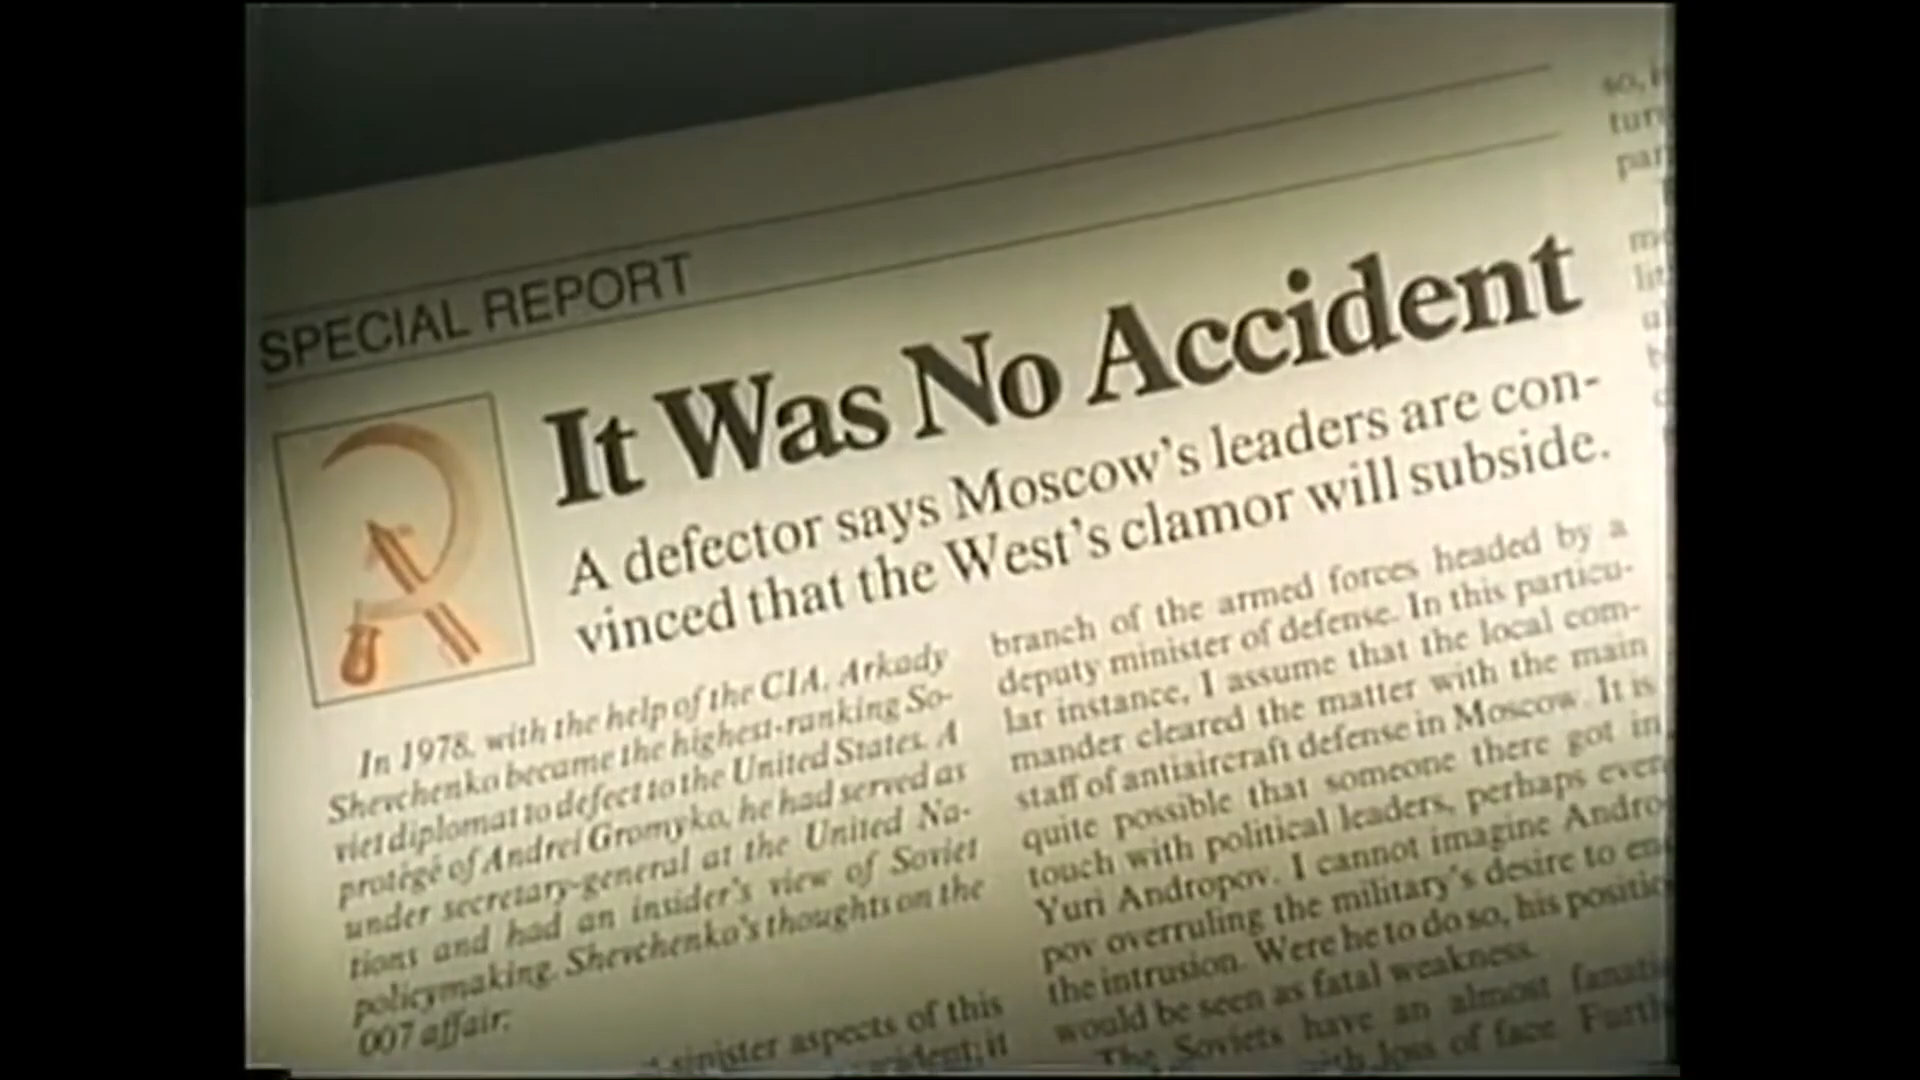 SPECIAL REPORT
It Was No Accident
A defector says Moscow's leaders are con-
vinced that the West's clamor will subside.
In 1978, with the help of the CIA, Arkady
Shevchenko became the highest-ranking So-
viet diplomat to defect to the United States. A
protégé of Andrei Gromyko, he had served as
under secretary-general at the United Na-
tions and had an insider's view of Soviet
policymaking. Shevchenko's thoughts on the
007 affair:
sinister aspects of this
branch of the armed forces headed by a
deputy minister of defense. In this particu-
lar instance, I assume that the local com-
mander cleared the matter with the main
staff of antiaircraft defense in Moscow. It is
quite possible that someone there got in
touch with political leaders, perhaps even
Yuri Andropov. I cannot imagine Andro-
pov overruling the military's desire to end
the intrusion. Were he to do so, his position
would be seen as fatal weakness.
The Soviets have an almost
loss of face.
so,